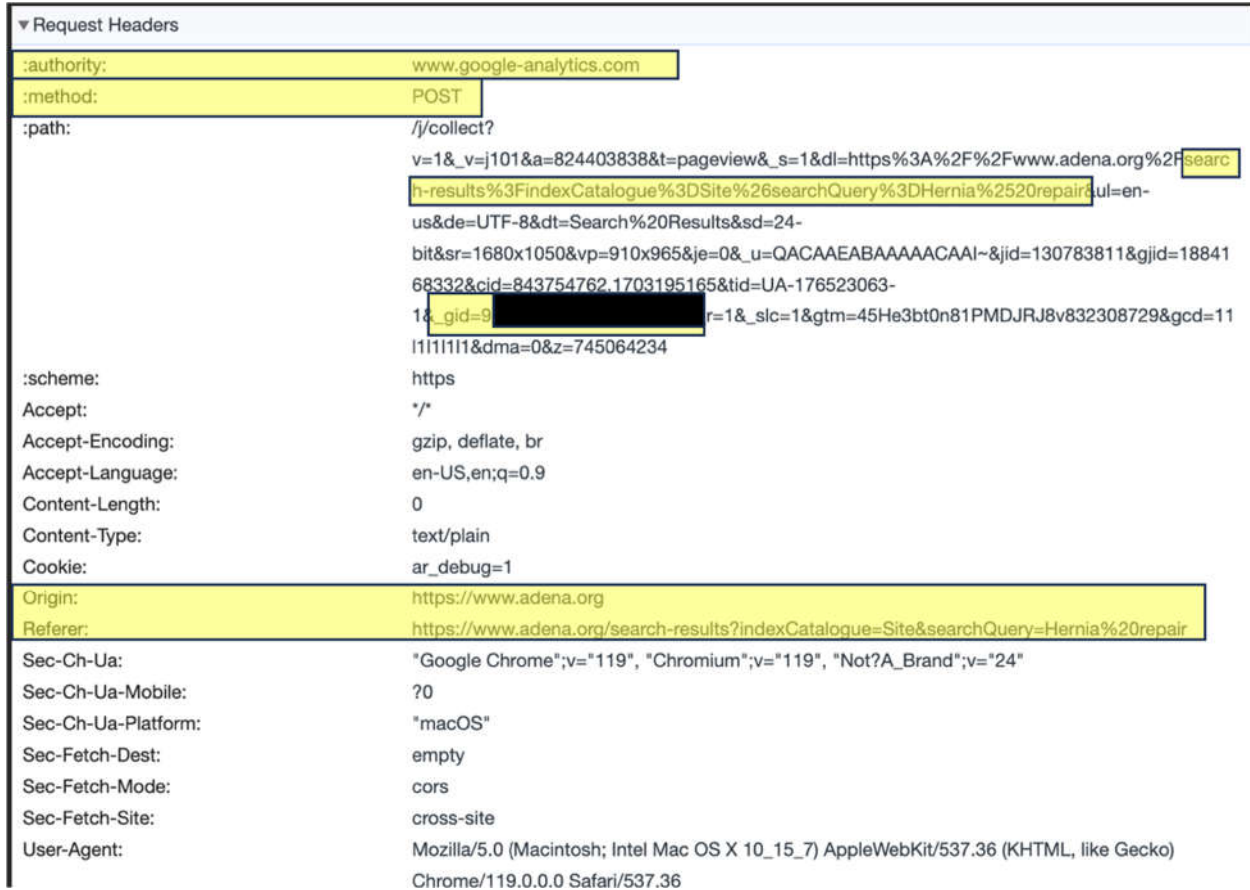 ▼ Request Headers
:authority: www.google-analytics.com
:method: POST
:path: /j/collect?
v=1&_v=j101&a=824403838&t=pageview&_s=1&dl=https%3A%2F%2Fwww.adena.org%2Fsearc
h-results%3FindexCatalogue%3DSite%26searchQuery%3DHernia%2520repair&ul=en-
us&de=UTF-8&dt=Search%20Results&sd=24-
bit&sr=1680x1050&vp=910x965&je=0&_u=QACAAEABAAAAACAAI~&jid=130783811&gjid=18841
68332&cid=843754762.1703195165&tid=UA-176523063-
1&_gid=9 r=1&_slc=1&gtm=45He3bt0n81PMDJRJ8v832308729&gcd=11
l1l1l1l1&dma=0&z=745064234
:scheme: https
Accept: */*
Accept-Encoding: gzip, deflate, br
Accept-Language: en-US,en;q=0.9
Content-Length: 0
Content-Type: text/plain
Cookie: ar_debug=1
Origin: https://www.adena.org
Referer: https://www.adena.org/search-results?indexCatalogue=Site&searchQuery=Hernia%20repair
Sec-Ch-Ua: "Google Chrome";v="119", "Chromium";v="119", "Not?A_Brand";v="24"
Sec-Ch-Ua-Mobile: ?0
Sec-Ch-Ua-Platform: "macOS"
Sec-Fetch-Dest: empty
Sec-Fetch-Mode: cors
Sec-Fetch-Site: cross-site
User-Agent: Mozilla/5.0 (Macintosh; Intel Mac OS X 10_15_7) AppleWebKit/537.36 (KHTML, like Gecko)
Chrome/119.0.0.0 Safari/537.36